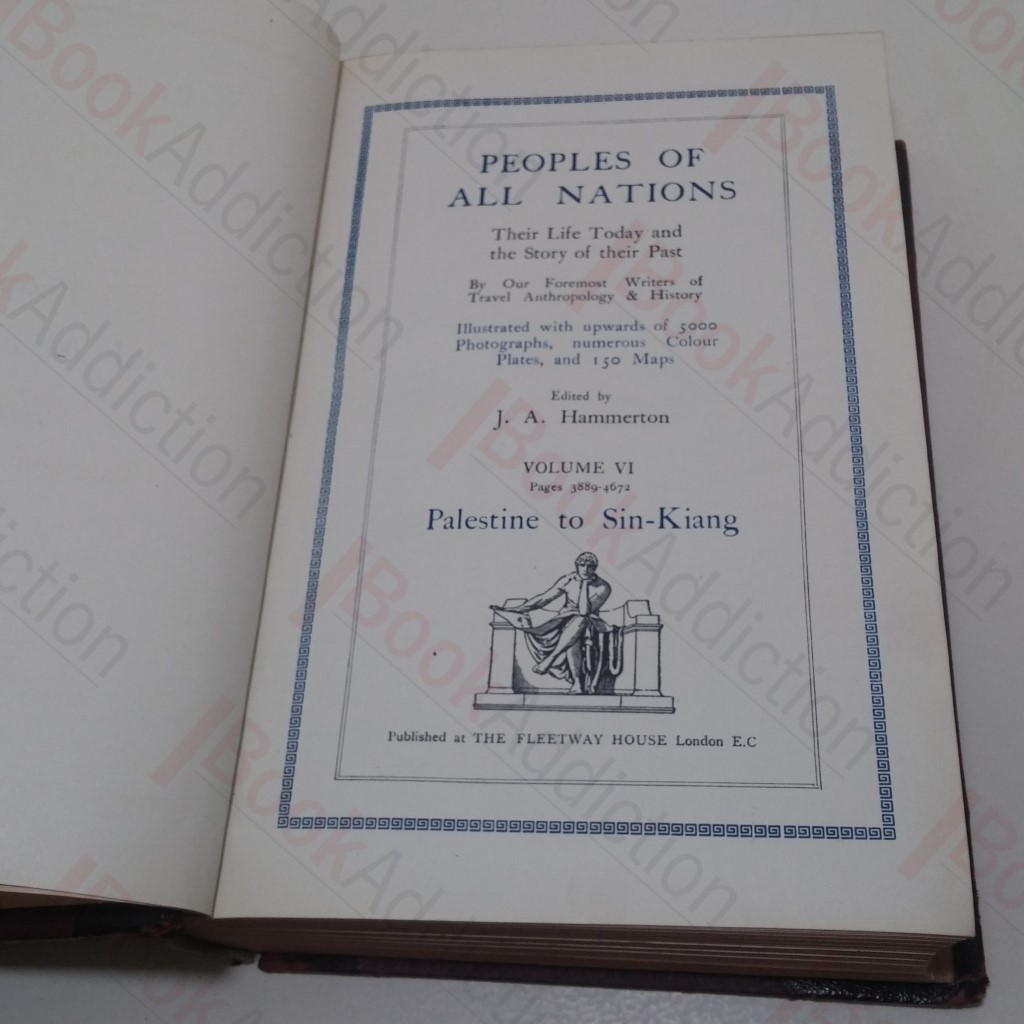 PEOPLES OF
ALL NATIONS
Their Life Today and
the Story of their Past
By Our Foremost Writers of
Travel Anthropology & History
Illustrated with upwards of 5000
Photographs, numerous Colour
Plates, and 150 Maps
Edited by
J. A. Hammerton
VOLUME VI
Pages 3889-4672
Palestine to Sin-Kiang
Published at THE FLEETWAY HOUSE London E.C
BookAddiction